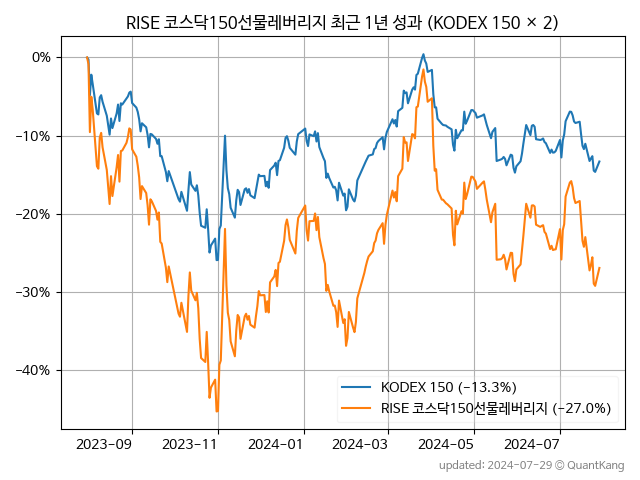 RISE 코스닥150선물레버리지 최근 1년 성과 (KODEX 150 × 2)
0%
−10%
−20%
−30%
−40%
KODEX 150 (−13.3%)
RISE 코스닥150선물레버리지 (−27.0%)
2023-09 2023-11 2024-01 2024-03 2024-05 2024-07
updated: 2024-07-29 © QuantKang